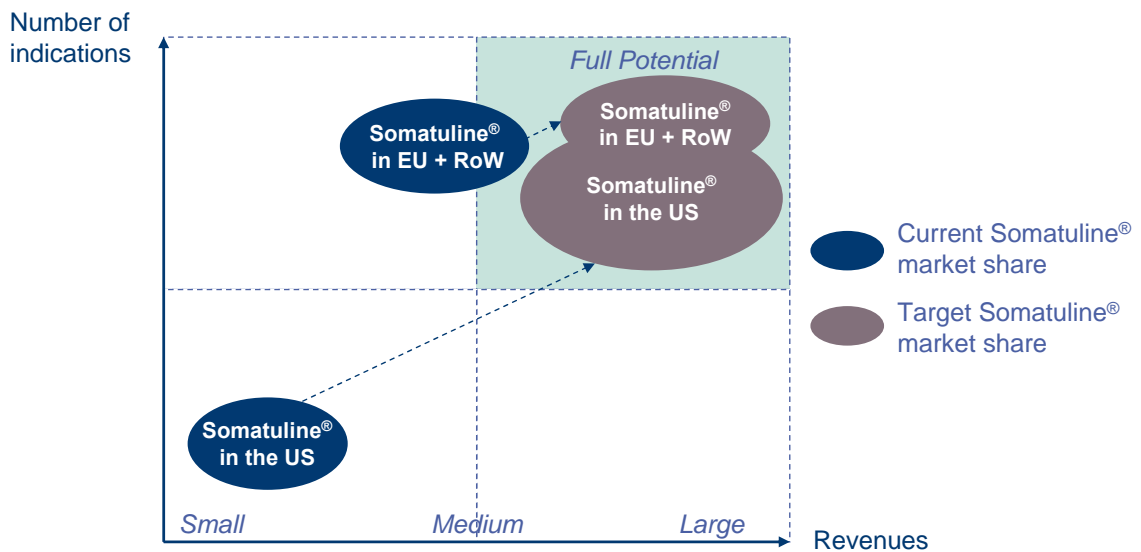 Number of
indications
Full Potential
Somatuline®
in EU + RoW
Somatuline®
in EU + RoW
Somatuline®
in the US
Current Somatuline®
market share
Target Somatuline®
market share
Somatuline®
in the US
Small
Medium
Large
Revenues